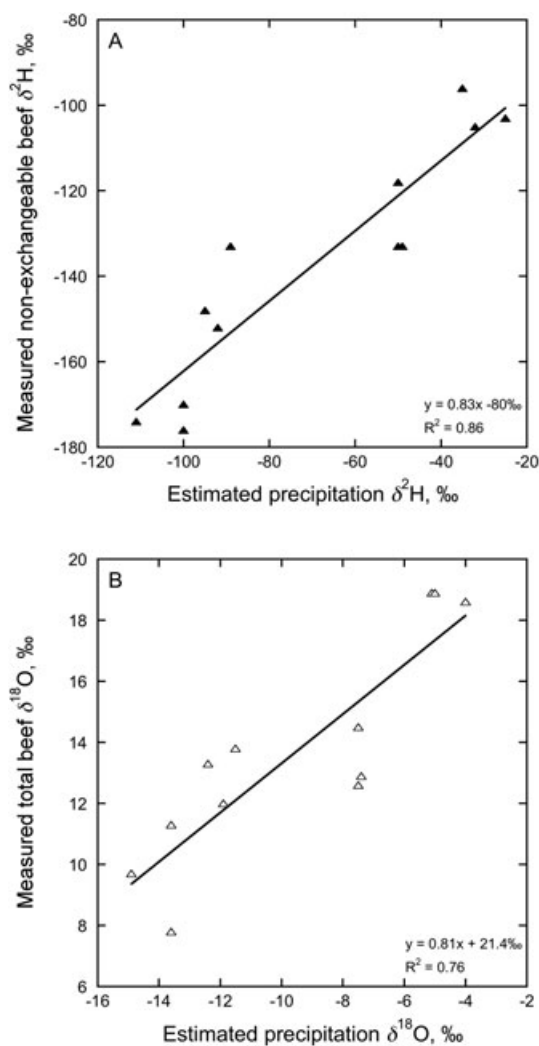 A
-80
-100
-120
-140
-160
-180
Measured non-exchangeable beef δ²H, ‰
y = 0.83x -80‰
R² = 0.86
-120 -100 -80 -60 -40 -20
Estimated precipitation δ²H, ‰
B
20
18
16
14
12
10
8
6
Measured total beef δ¹⁸O, ‰
y = 0.81x + 21.4‰
R² = 0.76
-16 -14 -12 -10 -8 -6 -4 -2
Estimated precipitation δ¹⁸O, ‰